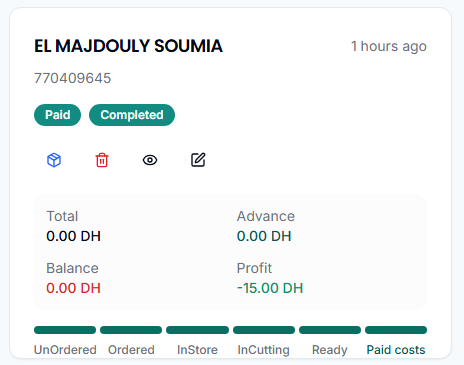 EL MAJDOULY SOUMIA
1 hours ago
770409645
Paid Completed
Total Advance
0.00 DH 0.00 DH
Balance Profit
0.00 DH -15.00 DH
UnOrdered Ordered InStore InCutting Ready Paid costs